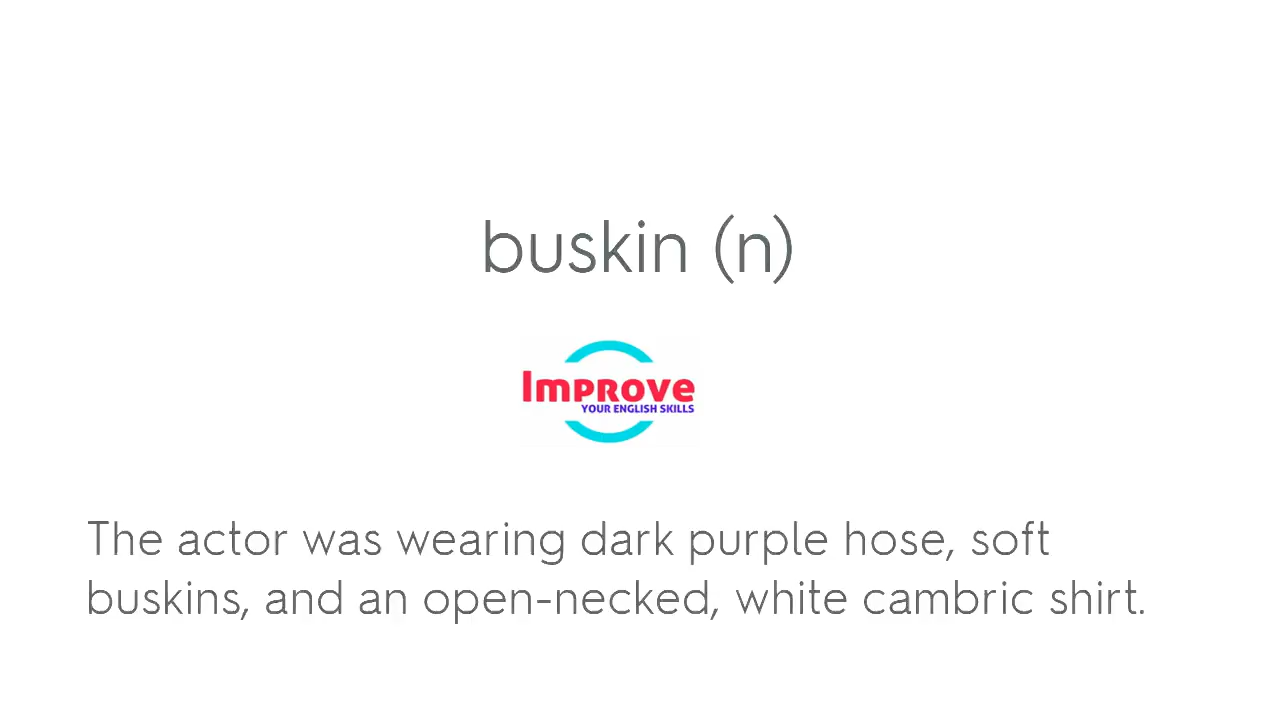 buskin (n)
Improve
YOUR ENGLISH SKILLS
The actor was wearing dark purple hose, soft
buskins, and an open-necked, white cambric shirt.